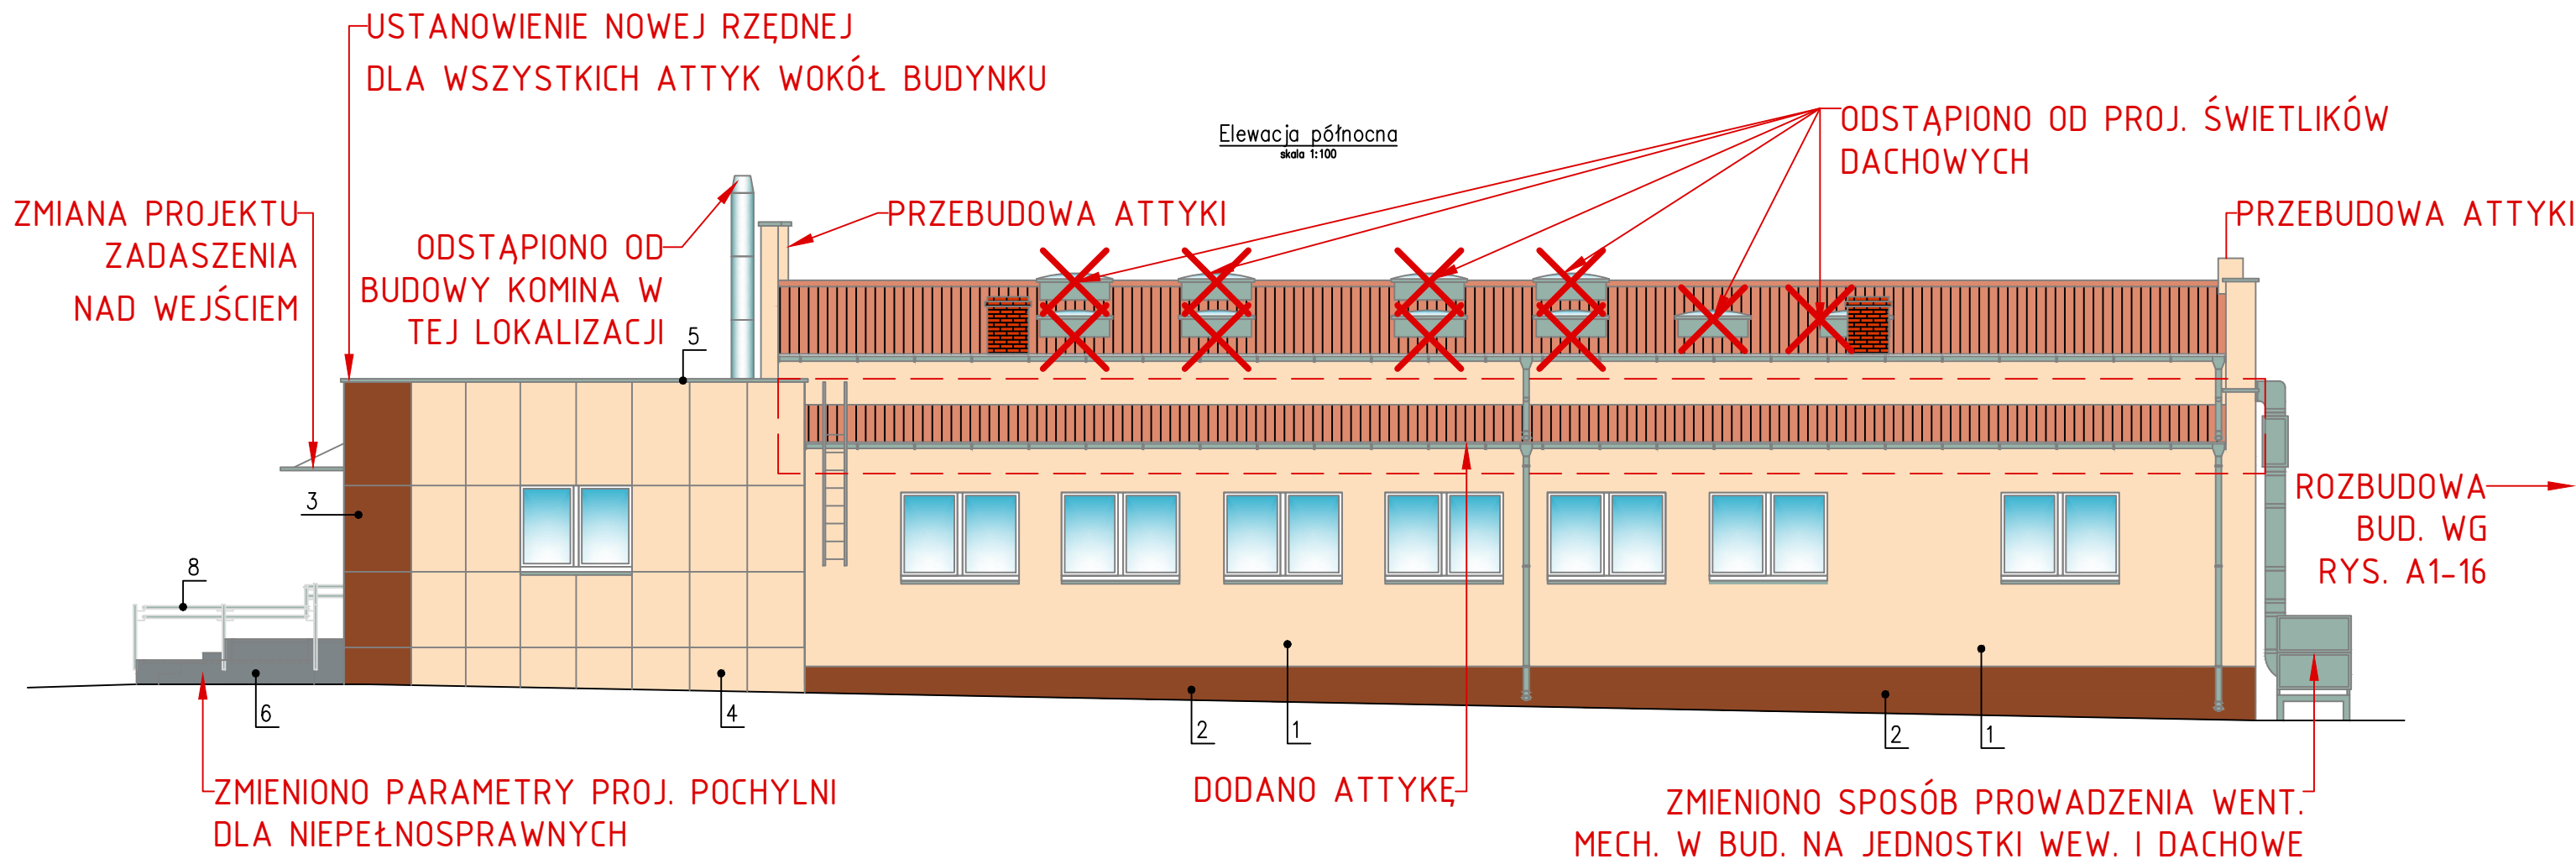 USTANOWIENIE NOWEJ RZĘDNEJ
DLA WSZYSTKICH ATTYK WOKÓŁ BUDYNKU
Elewacja północna
skala 1:100
ODSTĄPIONO OD PROJ. ŚWIETLIKÓW
DACHOWYCH
ZMIANA PROJEKTU
ZADASZENIA
NAD WEJŚCIEM
ODSTĄPIONO OD
BUDOWY KOMINA W
TEJ LOKALIZACJI
PRZEBUDOWA ATTYKI
PRZEBUDOWA ATTYKI
5
3
8
ROZBUDOWA
BUD. WG
RYS. A1-16
6
4
2
1
2
1
ZMIENIONO PARAMETRY PROJ. POCHYLNI
DLA NIEPEŁNOSPRAWNYCH
DODANO ATTYKĘ
ZMIENIONO SPOSÓB PROWADZENIA WENT.
MECH. W BUD. NA JEDNOSTKI WEW. I DACHOWE